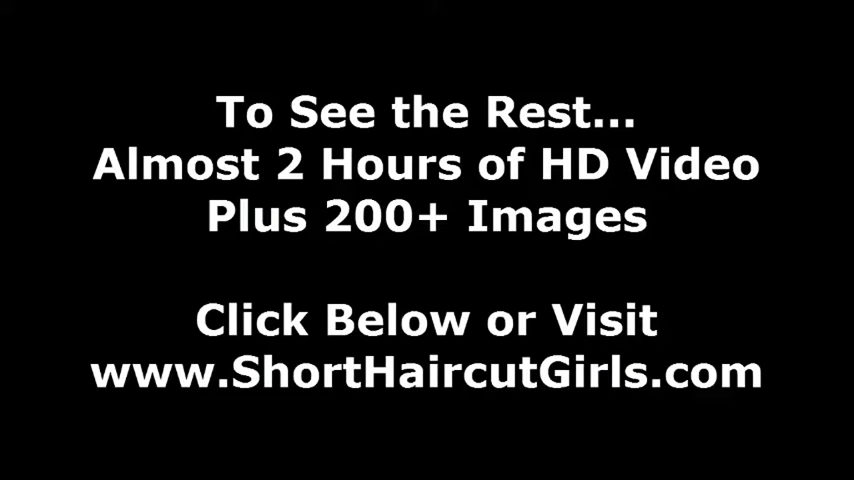 To See the Rest...
Almost 2 Hours of HD Video
Plus 200+ Images
Click Below or Visit
www.ShortHaircutGirls.com